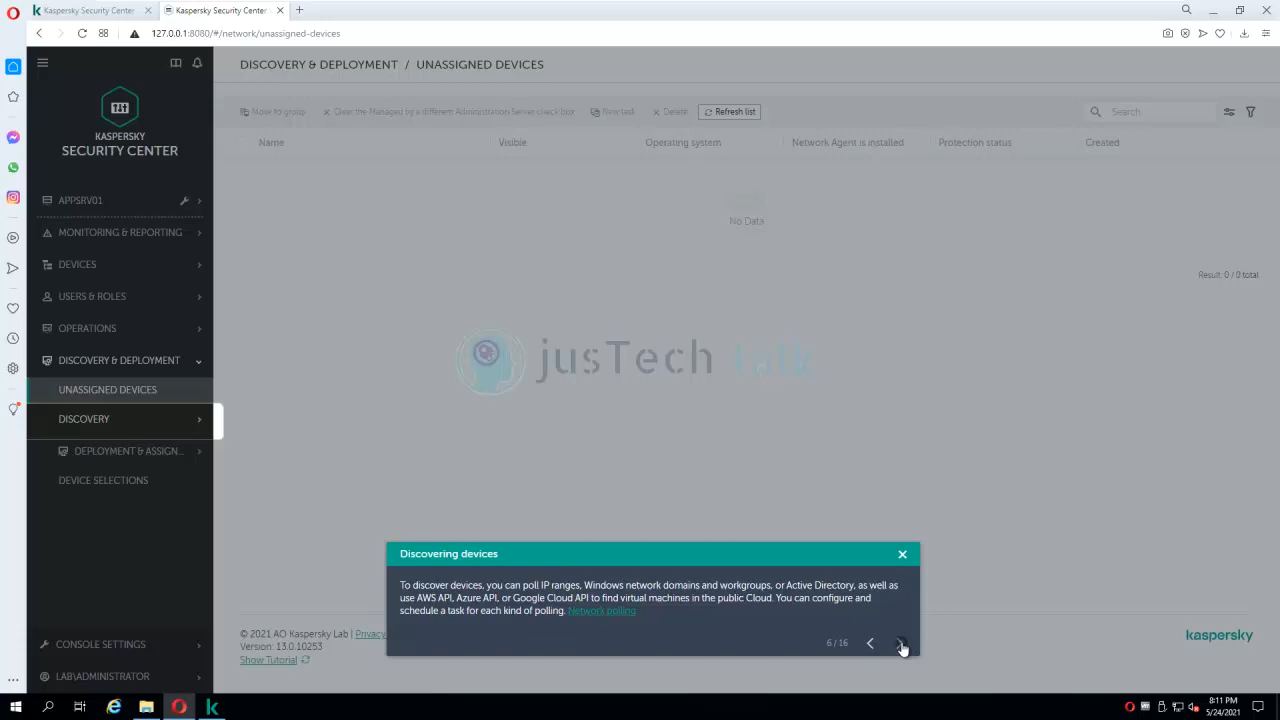 Kaspersky Security Center
Kaspersky Security Center
127.0.0.1:8080/#/network/unassigned-devices
KASPERSKY
SECURITY CENTER
APPSRV01
MONITORING & REPORTING
DEVICES
USERS & ROLES
OPERATIONS
DISCOVERY & DEPLOYMENT
UNASSIGNED DEVICES
DISCOVERY
DEPLOYMENT & ASSIGN...
DEVICE SELECTIONS
CONSOLE SETTINGS
LAB\ADMINISTRATOR
DISCOVERY & DEPLOYMENT / UNASSIGNED DEVICES
Move to group
Clear the Managed by a different Administration Server check box
New task
Delete
Refresh list
Search...
Name
Visible
Operating system
Network Agent is installed
Protection status
Created
No Data
Result: 0 / 0 total
jusTech talk
Discovering devices
To discover devices, you can poll IP ranges, Windows network domains and workgroups, or Active Directory, as well as
use AWS API, Azure API, or Google Cloud API to find virtual machines in the public Cloud. You can configure and
schedule a task for each kind of polling. Network polling
6 / 16
© 2021 AO Kaspersky Lab | Privacy
Version: 13.0.10253
Show Tutorial
kaspersky
8:11 PM
5/24/2021